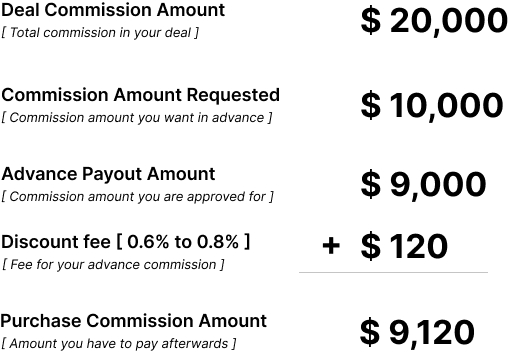 Deal Commission Amount $ 20,000
[ Total commission in your deal ]
Commission Amount Requested $ 10,000
[ Commission amount you want in advance ]
Advance Payout Amount $ 9,000
[ Commission amount you are approved for ]
Discount fee [ 0.6% to 0.8% ] + $ 120
[ Fee for your advance commission ]
Purchase Commission Amount $ 9,120
[ Amount you have to pay afterwards ]